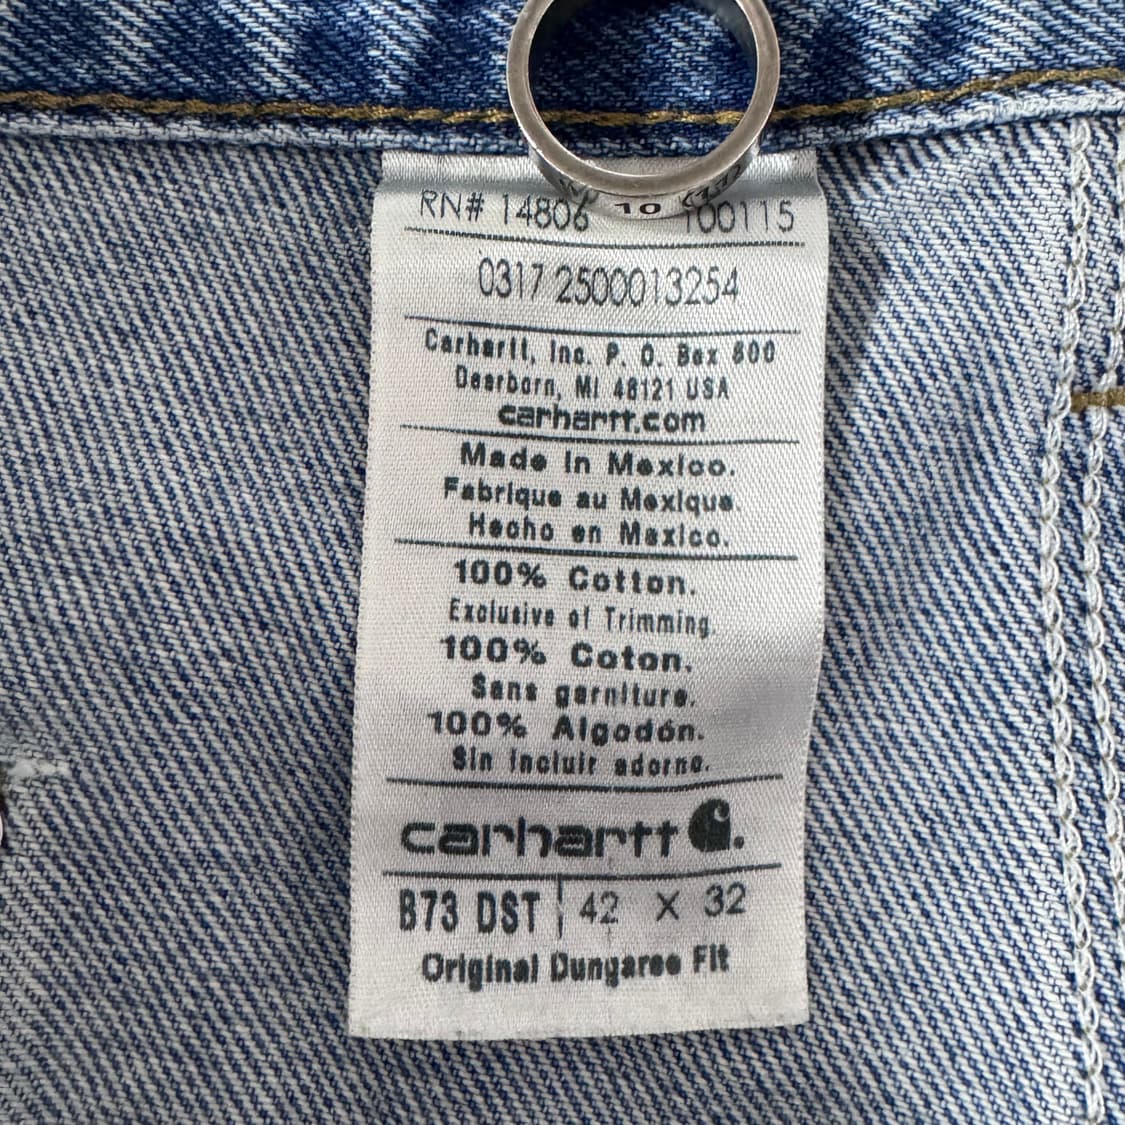 RN# 14806 100115
10
0317 2500013254
Carhartt, Inc. P. O. Box 600
Dearborn, MI 48121 USA
carhartt.com
Made In Mexico.
Fabrique au Mexique
Hecho en Mexico.
100% Cotton.
Exclusive of Trimming.
100% Coton.
Sans garniture.
100% Algodón.
Sin incluir adorno.
carhartt
B73 DST 42 X 32
Original Dungaree Fit